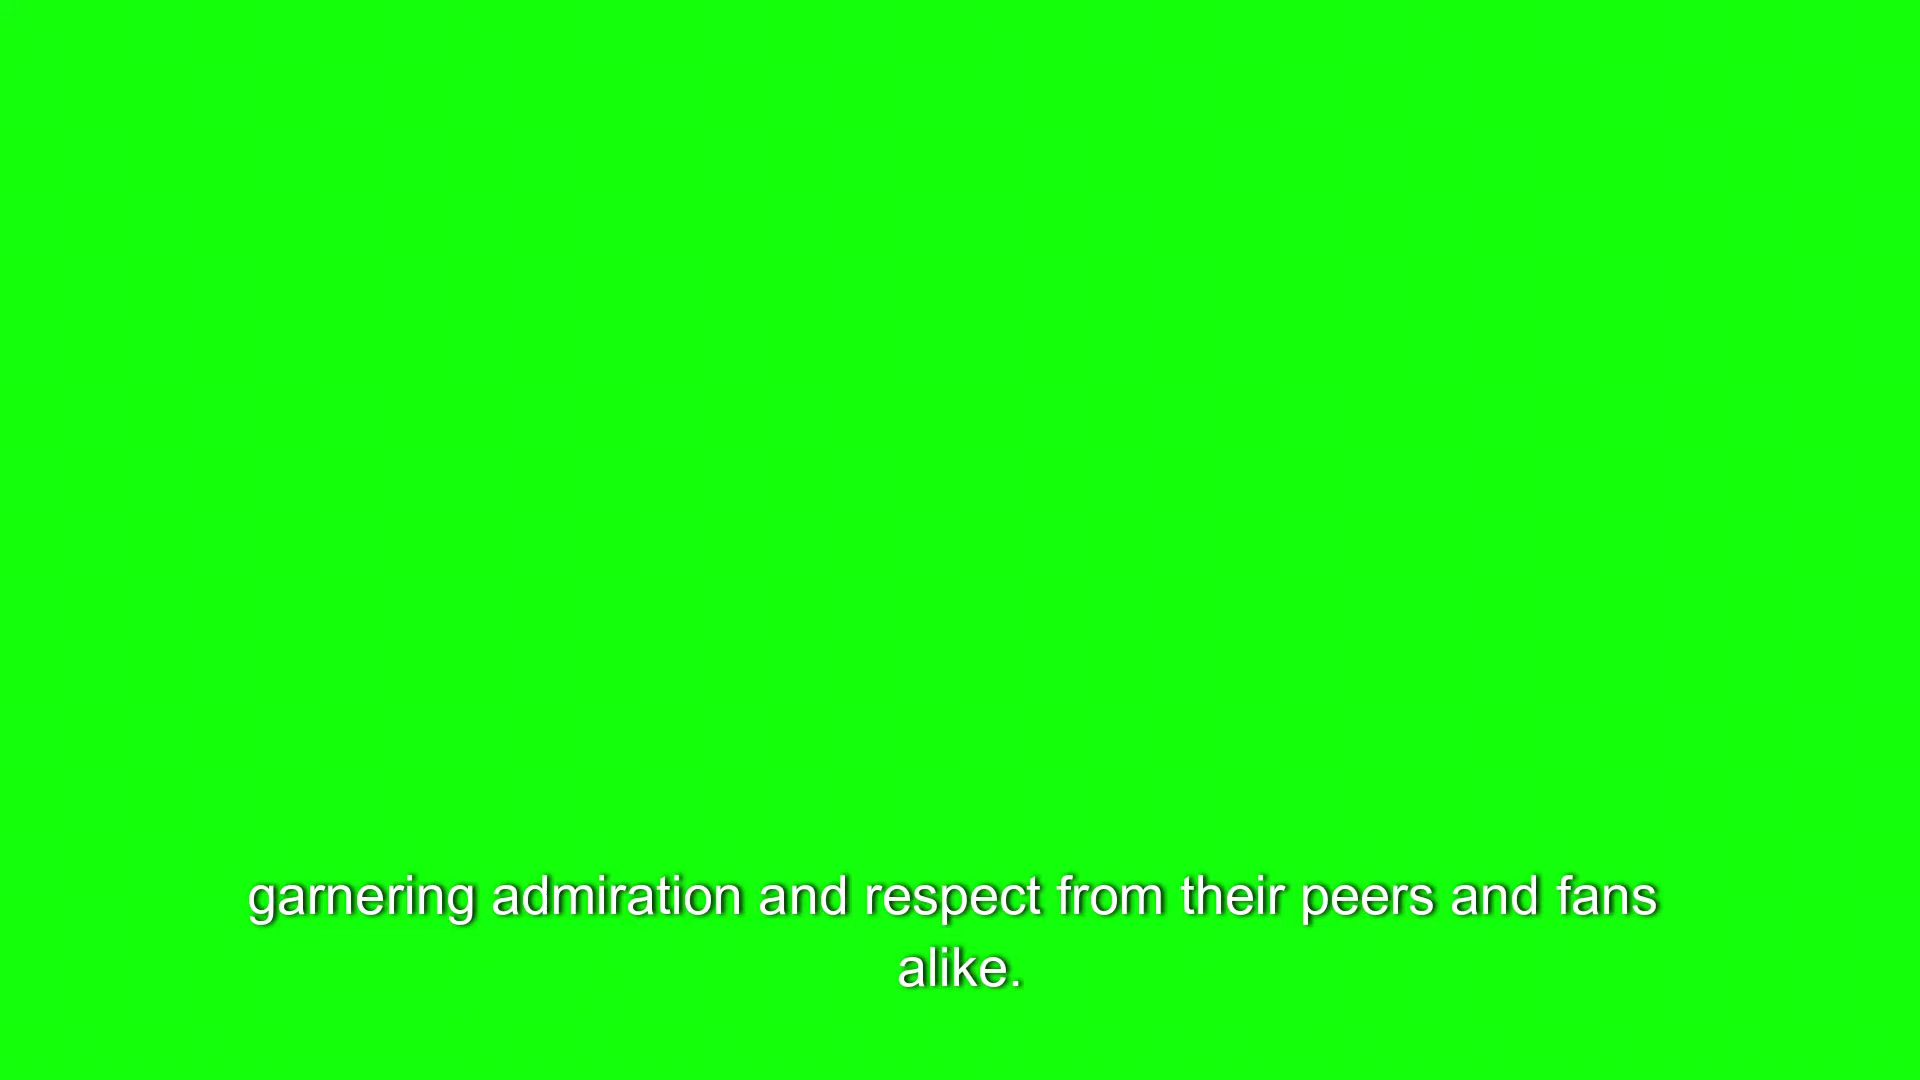 garnering admiration and respect from their peers and fans
alike.